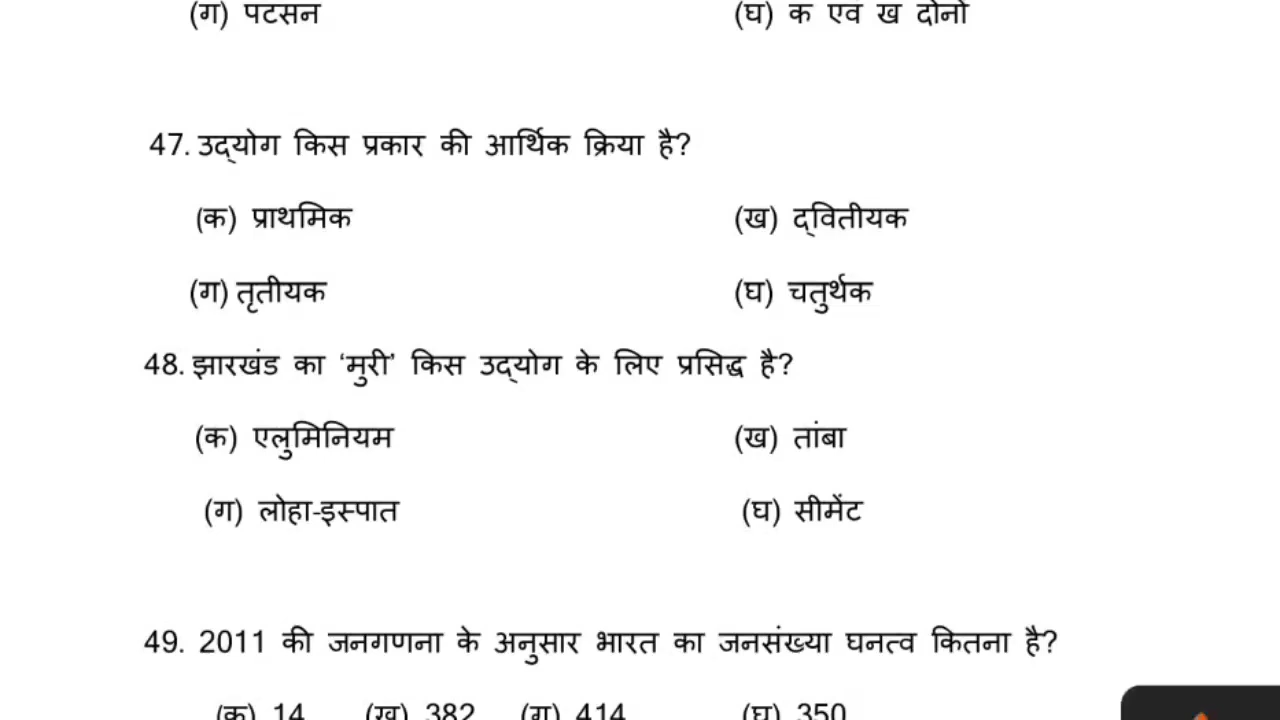 (ग) पटसन (घ) क एवं ख दोनों
47. उद्योग किस प्रकार की आर्थिक क्रिया है?
(क) प्राथमिक (ख) द्वितीयक
(ग) तृतीयक (घ) चतुर्थक
48. झारखंड का ‘मुरी’ किस उद्योग के लिए प्रसिद्ध है?
(क) एलुमिनियम (ख) तांबा
(ग) लोहा-इस्पात (घ) सीमेंट
49. 2011 की जनगणना के अनुसार भारत का जनसंख्या घनत्व कितना है?
(क) 14 (ख) 382 (ग) 414 (घ) 350